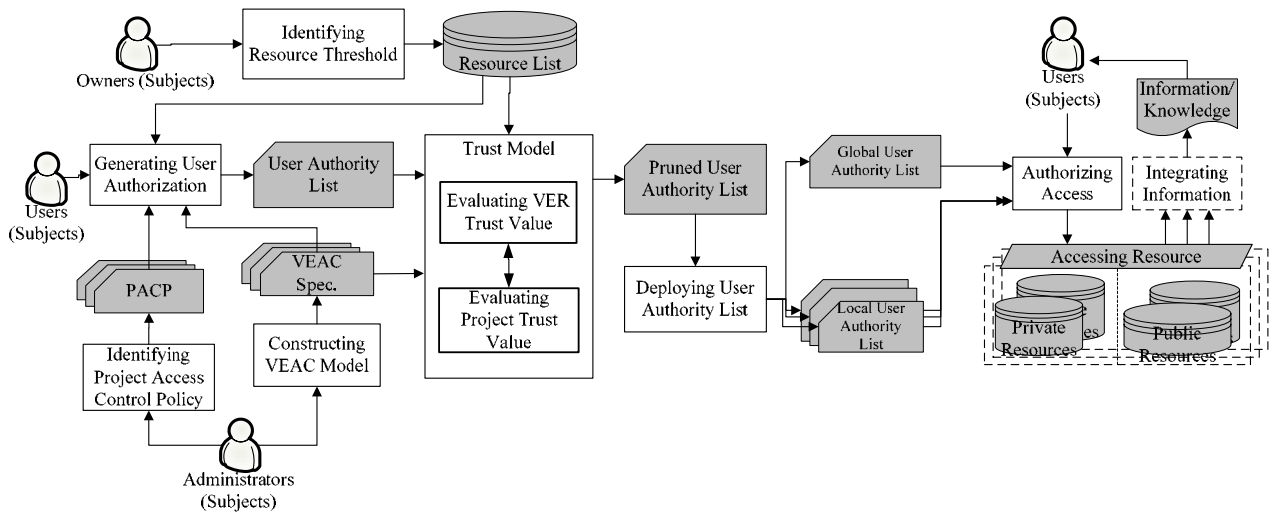 Owners (Subjects)
Identifying
Resource Threshold
Resource List
Users
(Subjects)
Generating User
Authorization
User Authority
List
PACP
VEAC
Spec.
Identifying
Project Access
Control Policy
Constructing
VEAC Model
Administrators
(Subjects)
Trust Model
Evaluating VER
Trust Value
Evaluating
Project Trust
Value
Pruned User
Authority List
Deploying User
Authority List
Global User
Authority List
Local User
Authority
List
Users
(Subjects)
Information/
Knowledge
Authorizing
Access
Integrating
Information
Accessing Resource
Private
Resources
Public
Resources